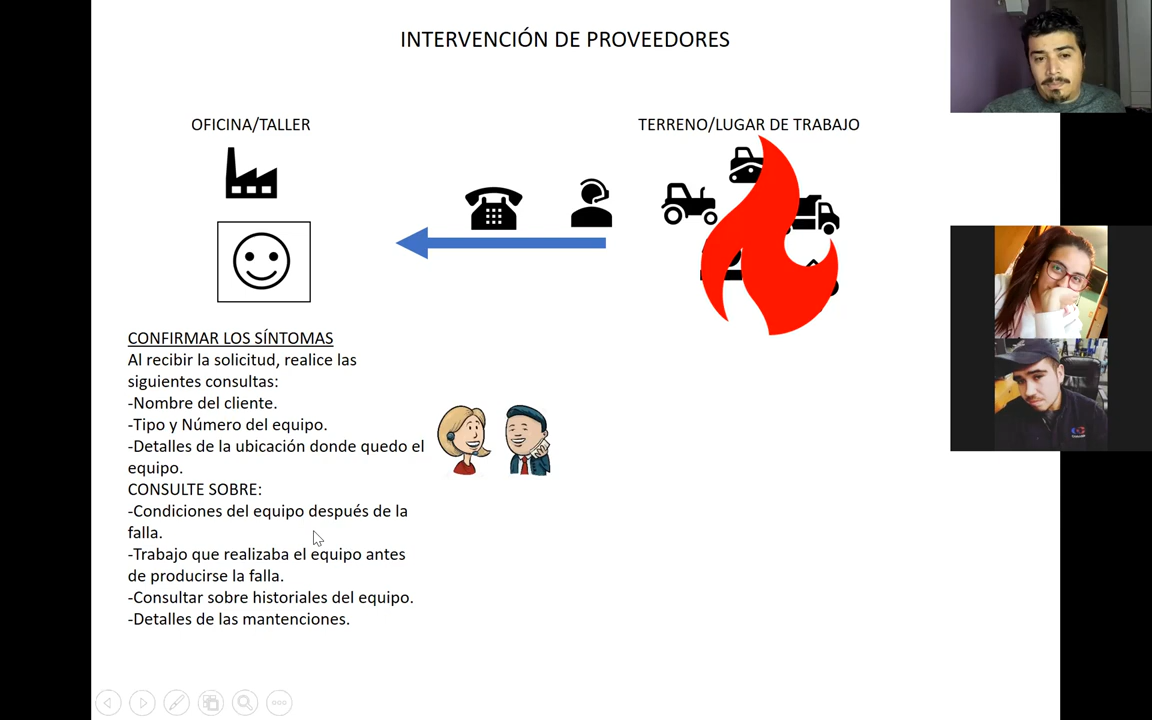 INTERVENCIÓN DE PROVEEDORES
OFICINA/TALLER
TERRENO/LUGAR DE TRABAJO
CONFIRMAR LOS SÍNTOMAS
Al recibir la solicitud, realice las
siguientes consultas:
-Nombre del cliente.
-Tipo y Número del equipo.
-Detalles de la ubicación donde quedo el
equipo.
CONSULTE SOBRE:
-Condiciones del equipo después de la
falla.
-Trabajo que realizaba el equipo antes
de producirse la falla.
-Consultar sobre historiales del equipo.
-Detalles de las mantenciones.